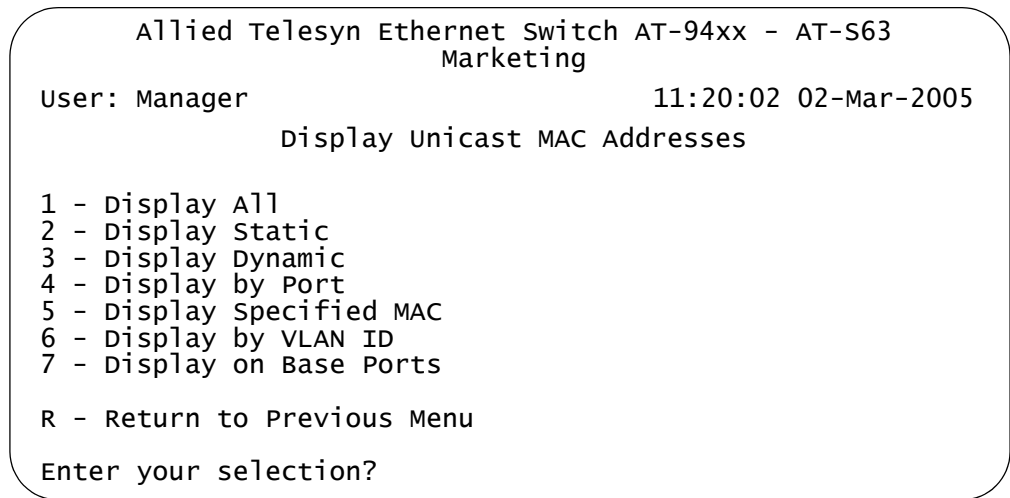 Allied Telesyn Ethernet Switch AT-94xx - AT-S63
Marketing
User: Manager 11:20:02 02-Mar-2005
Display Unicast MAC Addresses
1 - Display All
2 - Display Static
3 - Display Dynamic
4 - Display by Port
5 - Display Specified MAC
6 - Display by VLAN ID
7 - Display on Base Ports
R - Return to Previous Menu
Enter your selection?